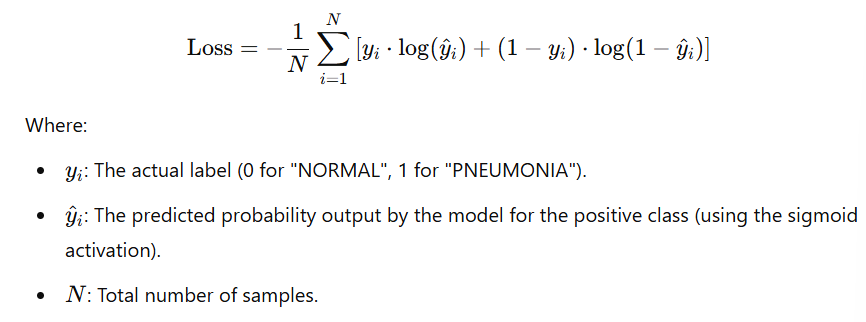 Loss = −\frac{1}{N} \sum_{i=1}^{N} [y_i · log(ŷ_i) + (1 − y_i) · log(1 − ŷ_i)]
Where:
• y_i: The actual label (0 for "NORMAL", 1 for "PNEUMONIA").
• ŷ_i: The predicted probability output by the model for the positive class (using the sigmoid
activation).
• N: Total number of samples.